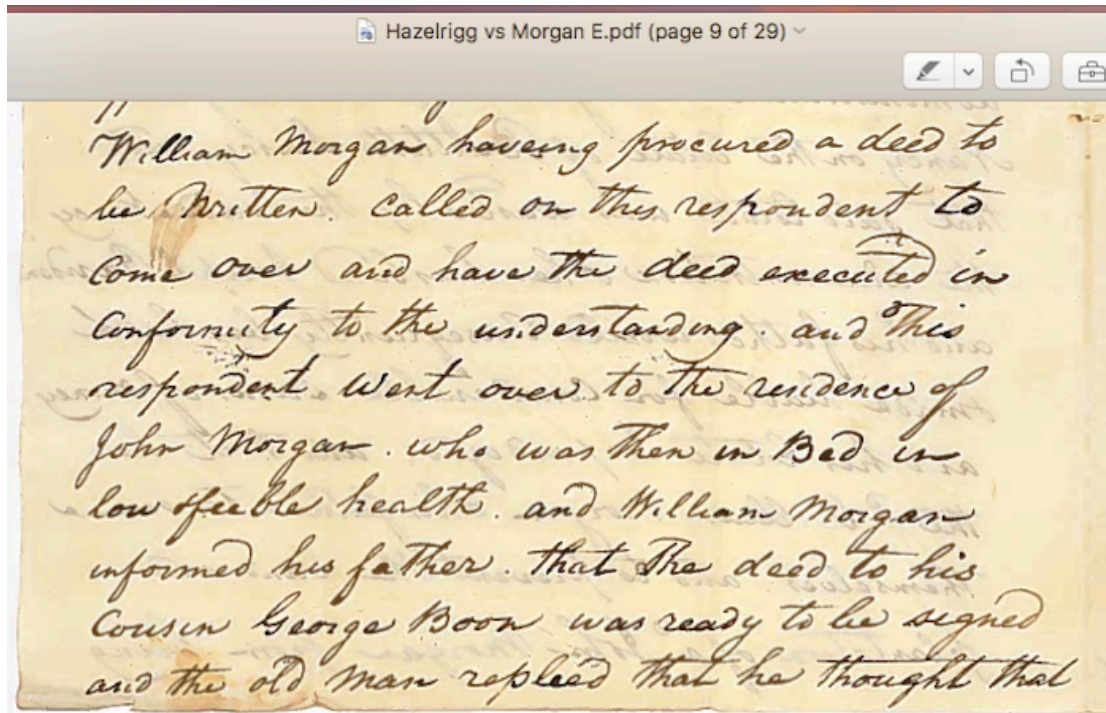 Hazelrigg vs Morgan E.pdf (page 9 of 29)
William Morgan haveing procured a deed to
be Written. Called on this respondent to
Come over and have the deed executed in
Conformity to the understanding. and This
respondent Went over to the residence of
John Morgan. who was then in Bed in
low feeble health. and William Morgan
informed his father. that the deed to his
Cousin George Boon was ready to be signed
and the old man repleed that he thought that